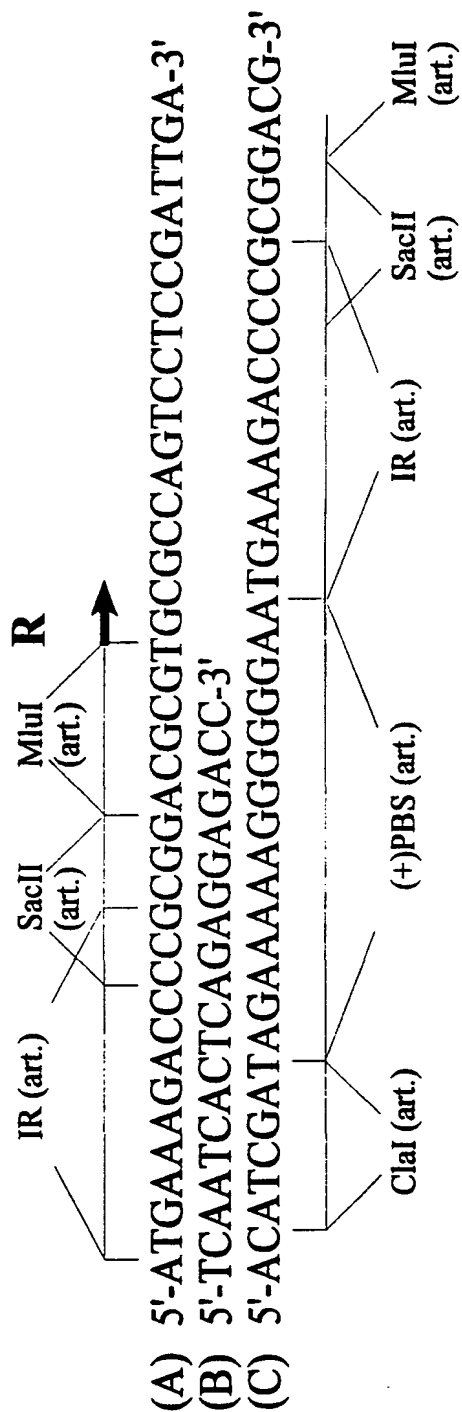 R
IR (art.)
SacII
(art.)
MluI
(art.)
(A) 5'-ATGAAAGACCCCGCGGACGCGTGCGCCAGTCCTCCGATTGA-3'
(B) 5'-TCAATCACTCAGAGGAGACC-3'
(C) 5'-ACATCGATAGAAAAAGGGGGGAATGAAAGACCCCGCGGACG-3'
ClaI (art.)
(+)PBS (art.)
IR (art.)
SacII
(art.)
MluI
(art.)